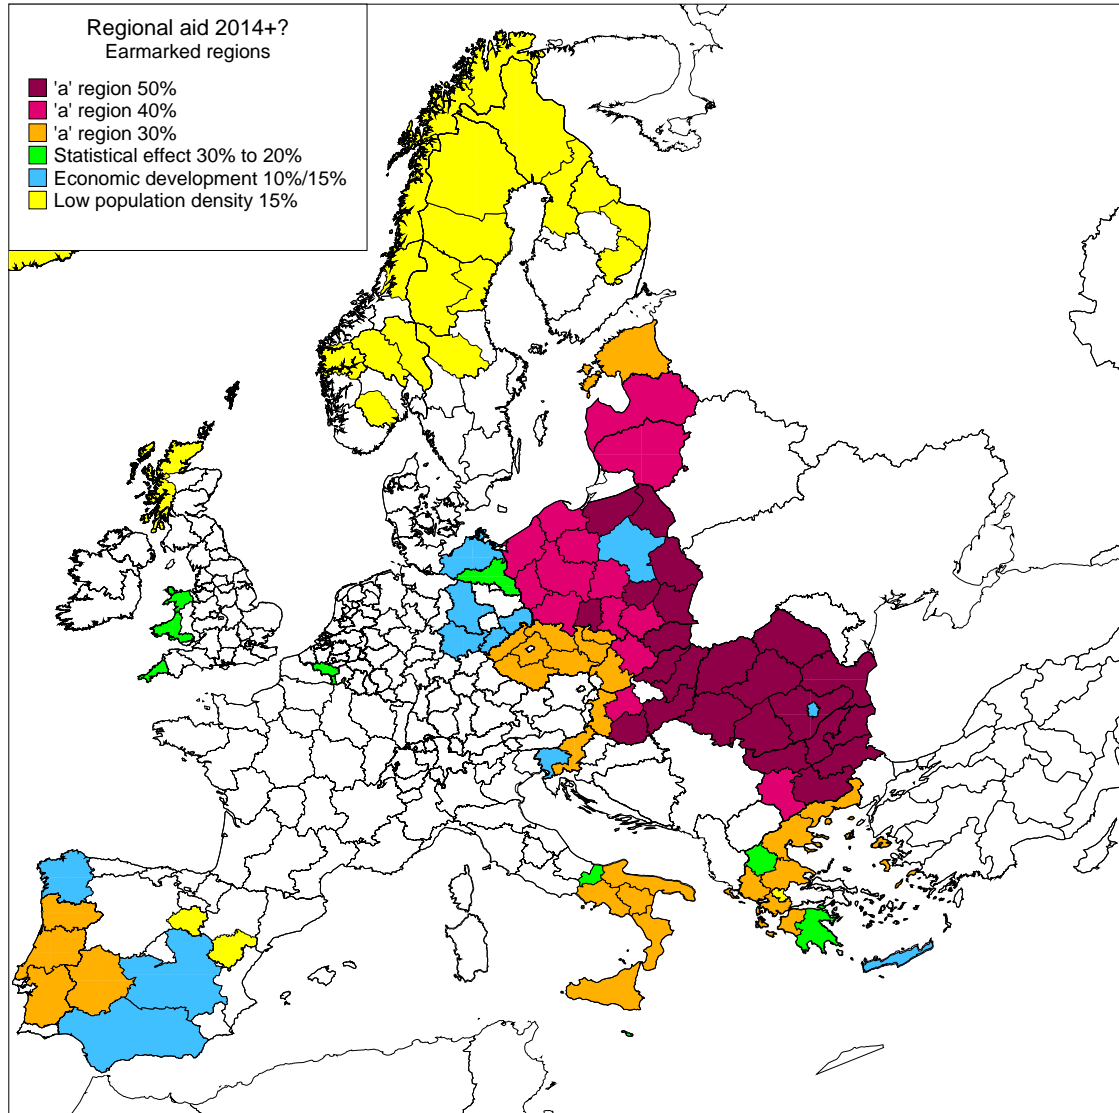 Regional aid 2014+?
Earmarked regions
'a' region 50%
'a' region 40%
'a' region 30%
Statistical effect 30% to 20%
Economic development 10%/15%
Low population density 15%